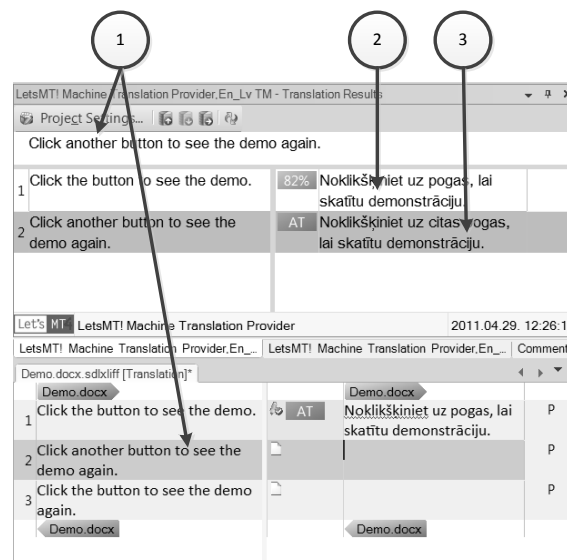 1
2
3
LetsMT! Machine Translation Provider,En_Lv TM - Translation Results
Project Settings...
Click another button to see the demo again.
1 Click the button to see the demo. 82% Noklikšķiniet uz pogas, lai
skatītu demonstrāciju.
2 Click another button to see the AT Noklikšķiniet uz citas pogas,
demo again. lai skatītu demonstrāciju.
Let's MT! LetsMT! Machine Translation Provider 2011.04.29. 12:26:1
LetsMT! Machine Translation Provider,En_... LetsMT! Machine Translation Provider,En_... Comment
Demo.docx.sdlxliff [Translation]*
Demo.docx Demo.docx
1 Click the button to see the demo. AT Noklikšķiniet uz pogas, lai P
skatītu demonstrāciju.
2 Click another button to see the P
demo again.
3 Click the button to see the demo P
again.
Demo.docx Demo.docx